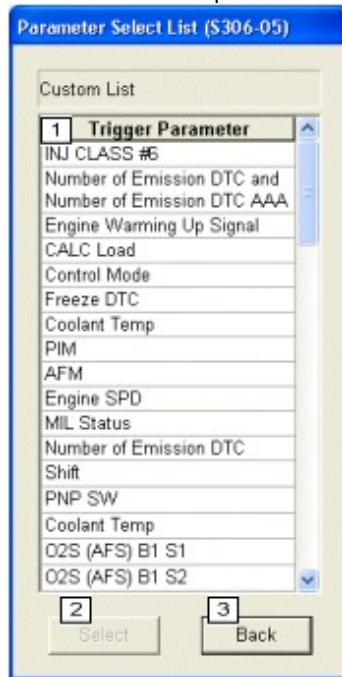 Parameter Select List (S306-05)
Custom List
1 Trigger Parameter
INJ CLASS #6
Number of Emission DTC and
Number of Emission DTC AAA
Engine Warming Up Signal
CALC Load
Control Mode
Freeze DTC
Coolant Temp
PIM
AFM
Engine SPD
MIL Status
Number of Emission DTC
Shift
PNP SW
Coolant Temp
O2S (AFS) B1 S1
O2S (AFS) B1 S2
2 3
Select Back